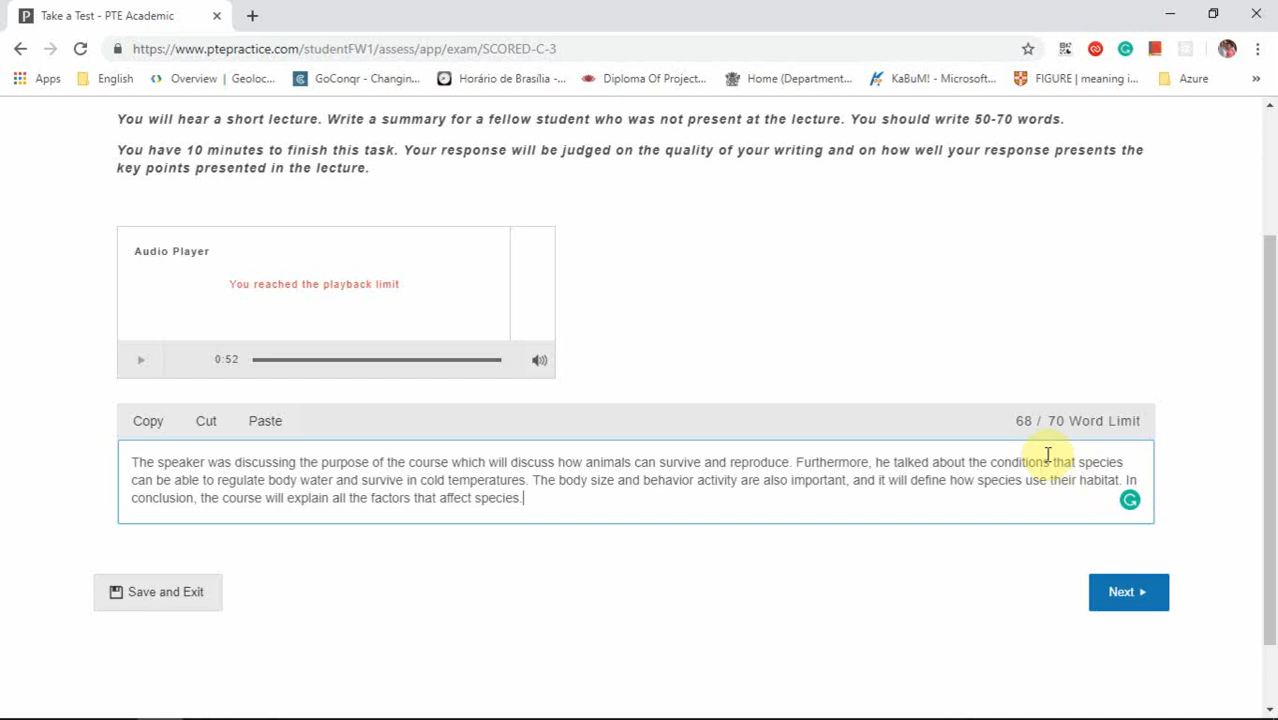 Take a Test - PTE Academic
https://www.ptepractice.com/studentFW1/assess/app/exam/SCORED-C-3
Apps English Overview | Geoloc... GoConqr - Changin... Horário de Brasília -... Diploma Of Project... Home (Department... KaBuM! - Microsoft... FIGURE | meaning i... Azure »
You will hear a short lecture. Write a summary for a fellow student who was not present at the lecture. You should write 50-70 words.
You have 10 minutes to finish this task. Your response will be judged on the quality of your writing and on how well your response presents the
key points presented in the lecture.
Audio Player
You reached the playback limit
0:52
Copy Cut Paste 68 / 70 Word Limit
The speaker was discussing the purpose of the course which will discuss how animals can survive and reproduce. Furthermore, he talked about the conditions that species
can be able to regulate body water and survive in cold temperatures. The body size and behavior activity are also important, and it will define how species use their habitat. In
conclusion, the course will explain all the factors that affect species.
Save and Exit Next